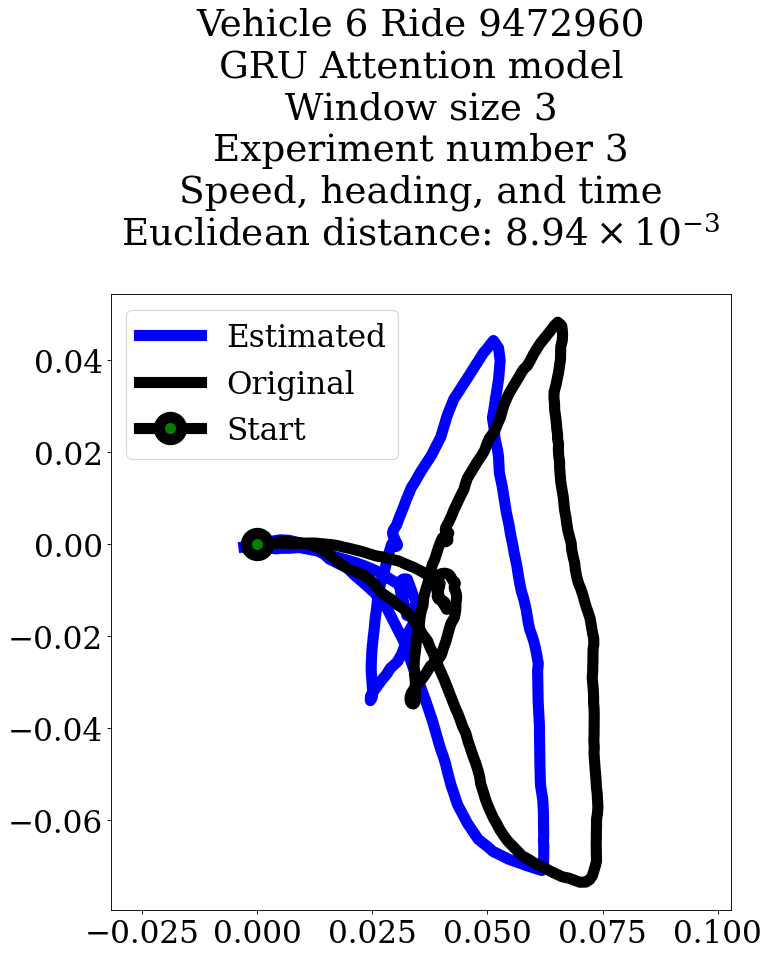 Vehicle 6 Ride 9472960
GRU Attention model
Window size 3
Experiment number 3
Speed, heading, and time
Euclidean distance: 8.94 × 10⁻³
Estimated
Original
Start
0.04
0.02
0.00
−0.02
−0.04
−0.06
−0.025 0.000 0.025 0.050 0.075 0.100